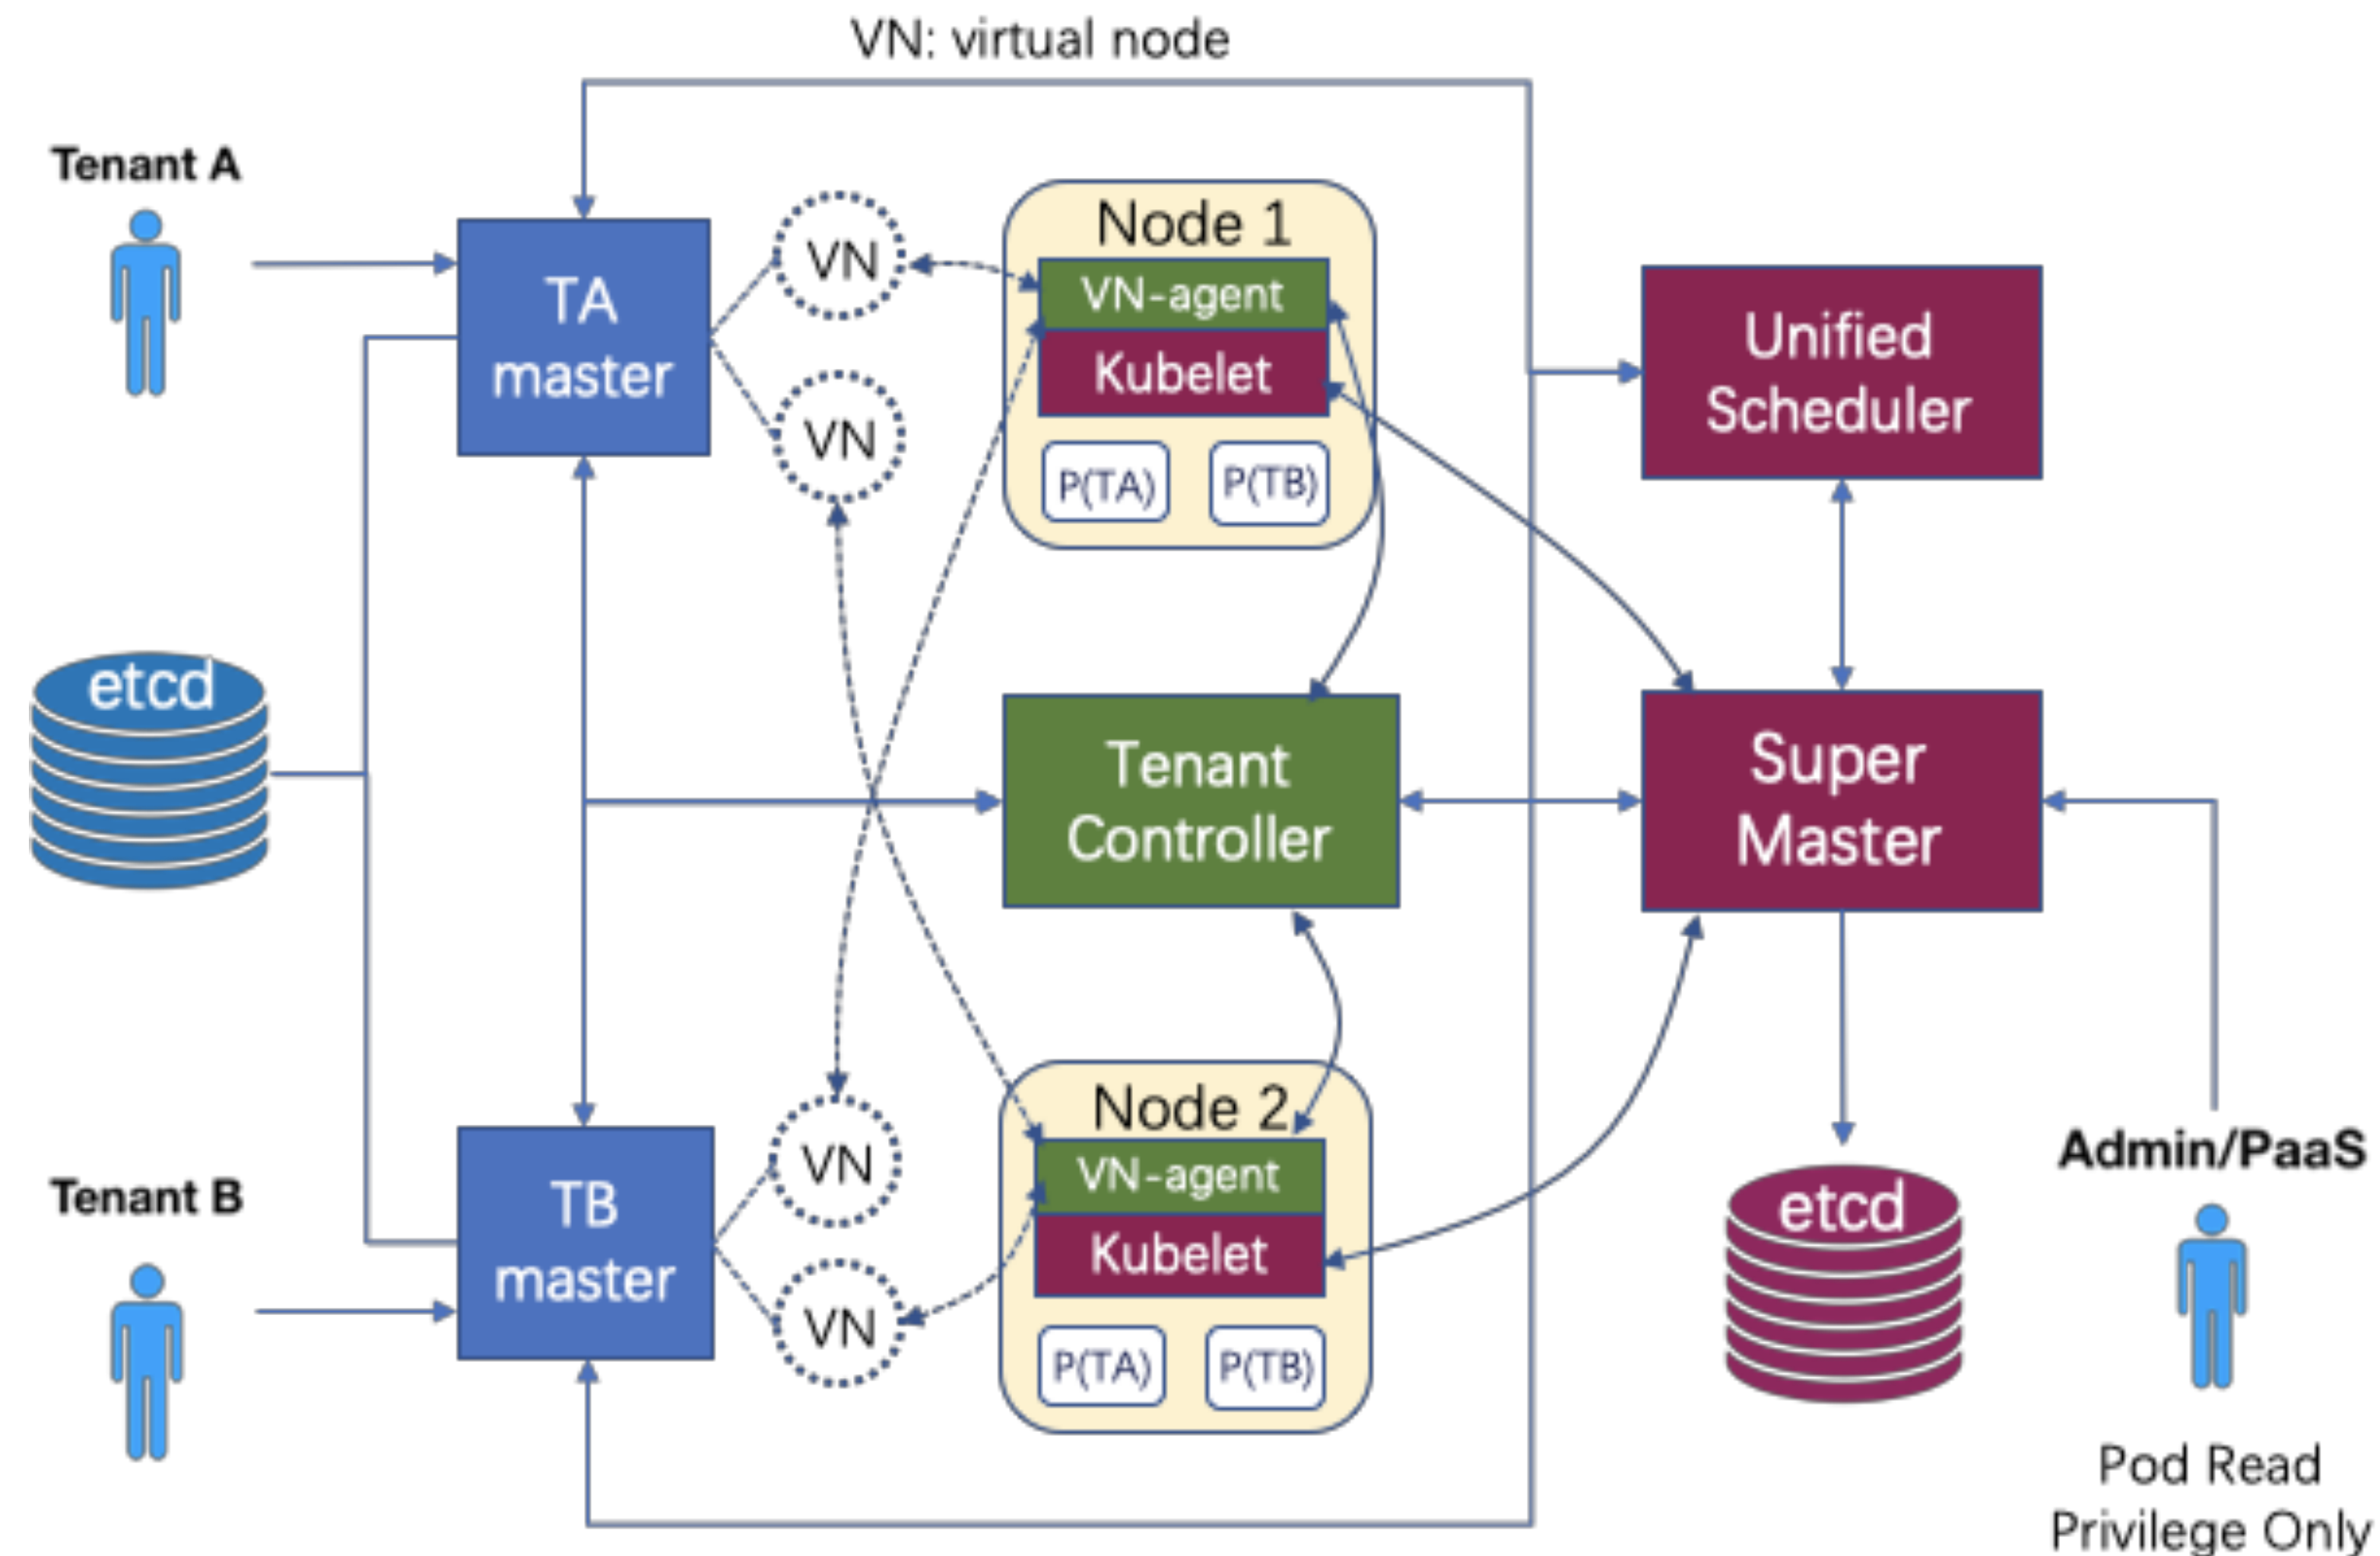 VN: virtual node
Tenant A
TA
master
VN
VN
Node 1
VN-agent
Kubelet
P(TA)
P(TB)
Unified
Scheduler
etcd
Tenant
Controller
Super
Master
Tenant B
TB
master
VN
VN
Node 2
VN-agent
Kubelet
P(TA)
P(TB)
etcd
Admin/PaaS
Pod Read
Privilege Only